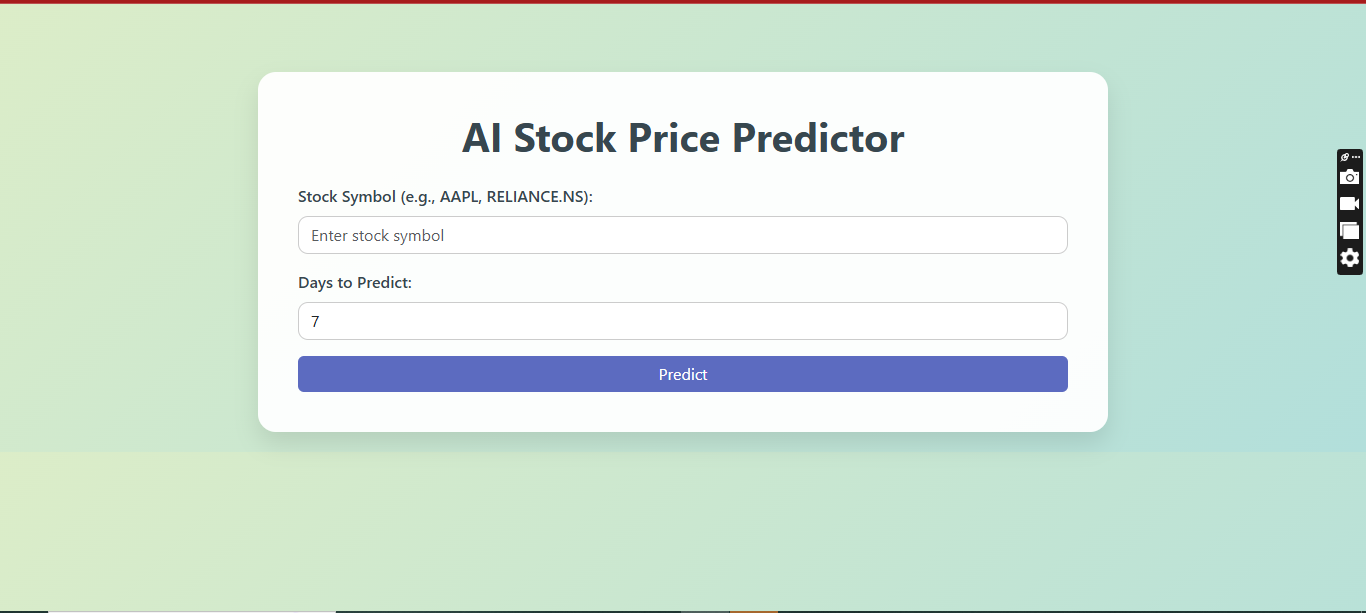 AI Stock Price Predictor
Stock Symbol (e.g., AAPL, RELIANCE.NS):
Enter stock symbol
Days to Predict:
7
Predict